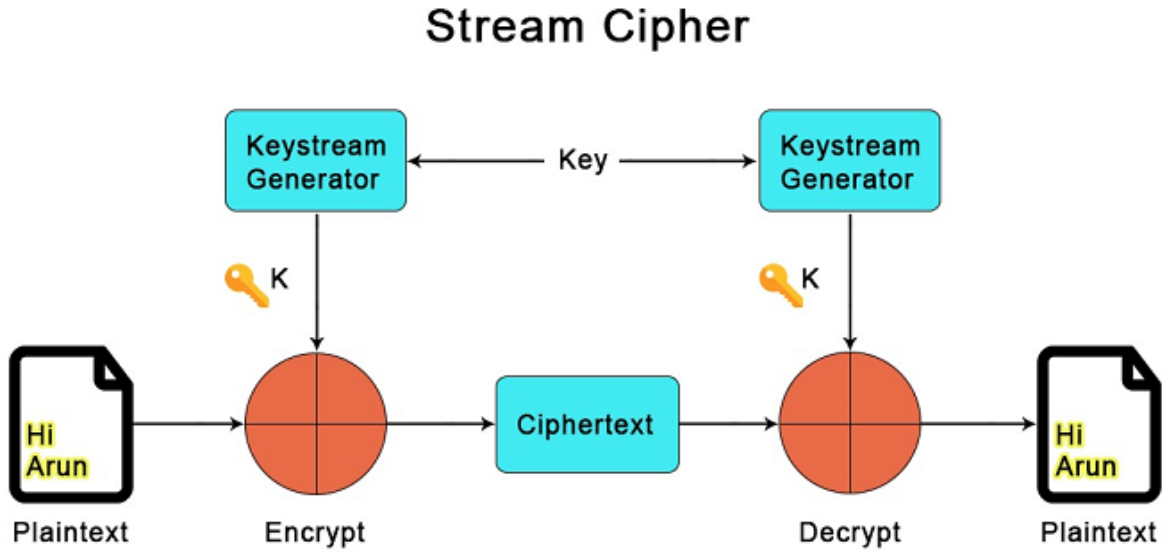 Stream Cipher
Keystream
Generator
Key
Keystream
Generator
K
K
Hi
Arun
Ciphertext
Hi
Arun
Plaintext
Encrypt
Decrypt
Plaintext